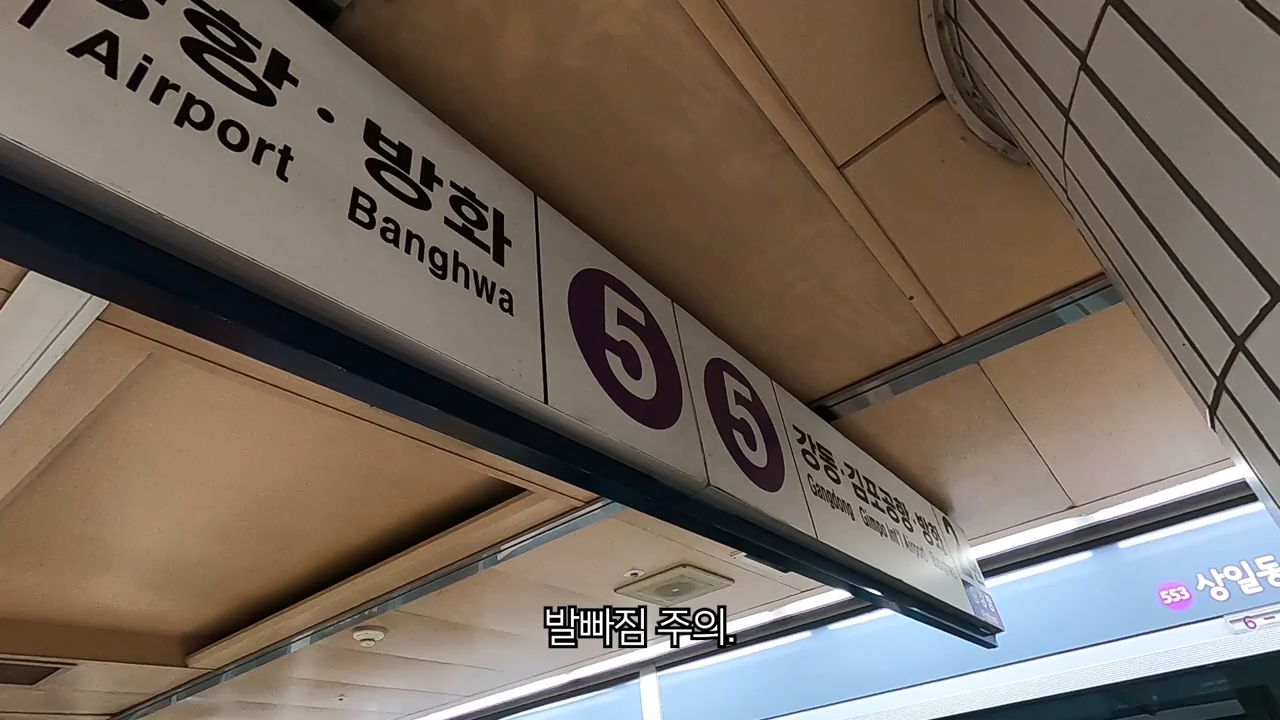 공항 · 방화
Airport Banghwa
5
5
강동·김포공항·방화
Gangdong Gimpo Int'l Airport
553 상일동
6 -
발빠짐 주의.